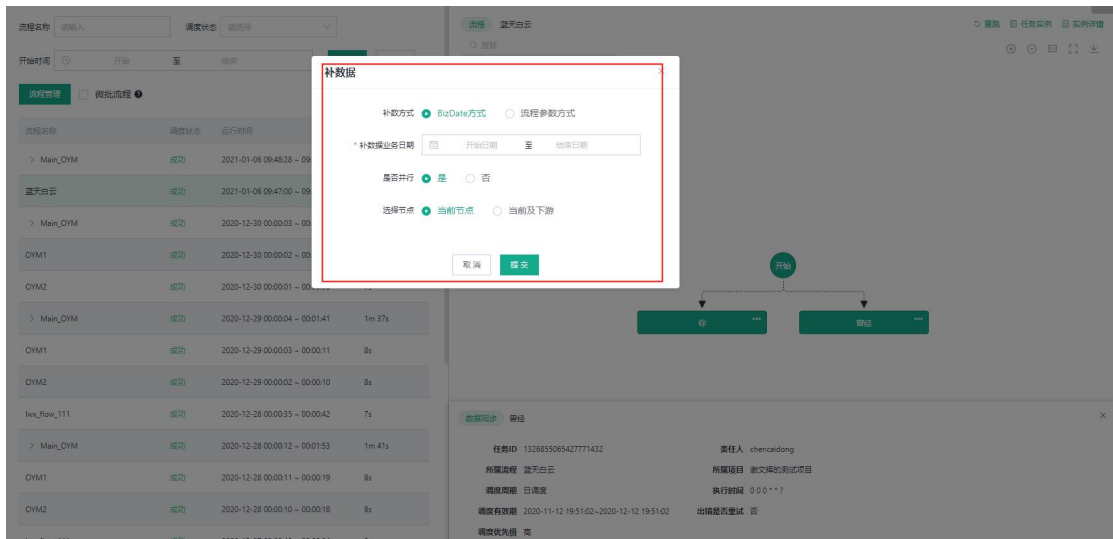 流程名称 请输入 调度状态 请选择
开始时间 开始 至 结束
流程管理 微批流程
流程名称 调度状态 运行时间
Main_OYM 成功 2021-01-06 09:48:28 ~ 09:
蓝天白云 成功 2021-01-06 09:47:00 ~ 09:
Main_OYM 成功 2020-12-30 00:00:03 ~ 00:
OYM1 成功 2020-12-30 00:00:02 ~ 00:
OYM2 成功 2020-12-30 00:00:01 ~ 00:
Main_OYM 成功 2020-12-29 00:00:04 ~ 00:01:41 1m 37s
OYM1 成功 2020-12-29 00:00:03 ~ 00:00:11 8s
OYM2 成功 2020-12-29 00:00:02 ~ 00:00:10 8s
lws_flow_111 成功 2020-12-28 00:00:35 ~ 00:00:42 7s
Main_OYM 成功 2020-12-28 00:00:12 ~ 00:01:53 1m 41s
OYM1 成功 2020-12-28 00:00:11 ~ 00:00:19 8s
OYM2 成功 2020-12-28 00:00:10 ~ 00:00:18 8s
补数据
补数方式 BizDate方式 流程参数方式
* 补数据业务日期 开始日期 至 结束日期
是否并行 是 否
选择节点 当前节点 当前及下游
取消 提交
流程 蓝天白云 重跑 任务实例 实例详情
查找
开始
你 曾经
数据同步 曾经
任务ID 1326855065427771432 责任人 chencaidong
所属流程 蓝天白云 所属项目 谢文辉的测试项目
调度周期 日调度 执行时间 0 0 0 * * ?
调度有效期 2020-11-12 19:51:02~2020-12-12 19:51:02 出错是否重试 否
调度优先级 高